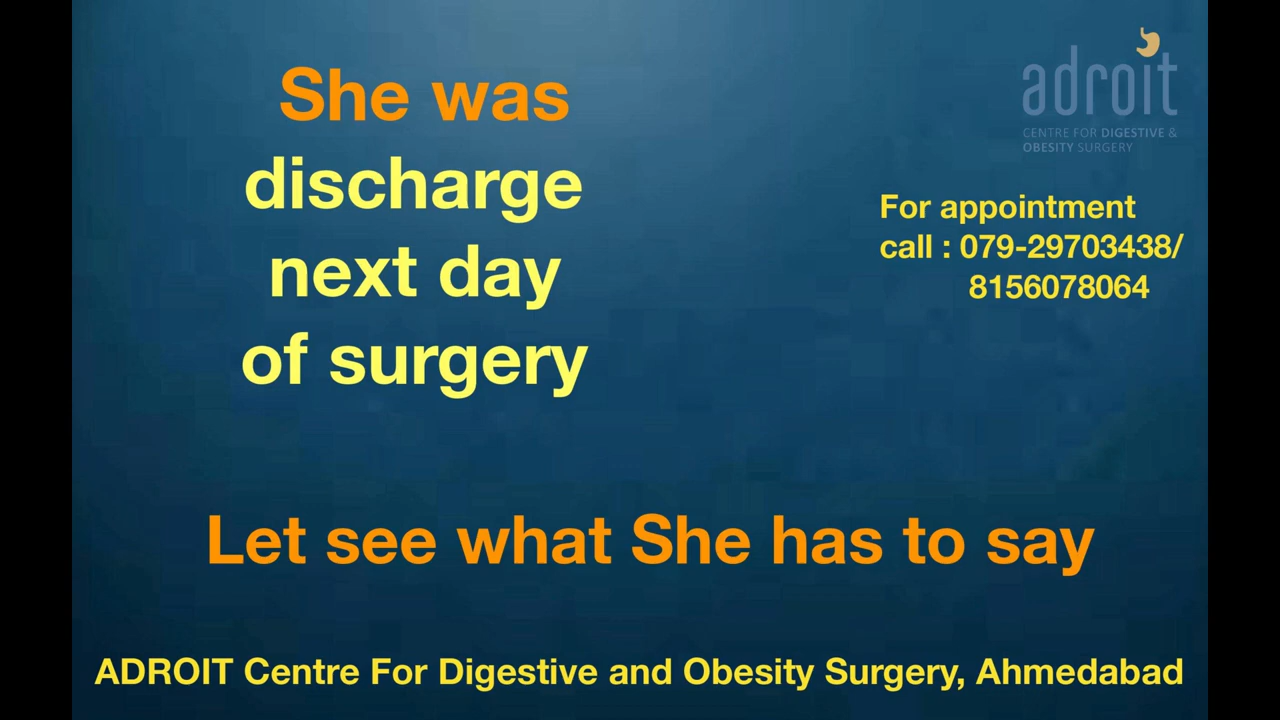 She was
discharge
next day
of surgery
adroit
CENTRE FOR DIGESTIVE &
OBESITY SURGERY
For appointment
call : 079-29703438/
8156078064
Let see what She has to say
ADROIT Centre For Digestive and Obesity Surgery, Ahmedabad